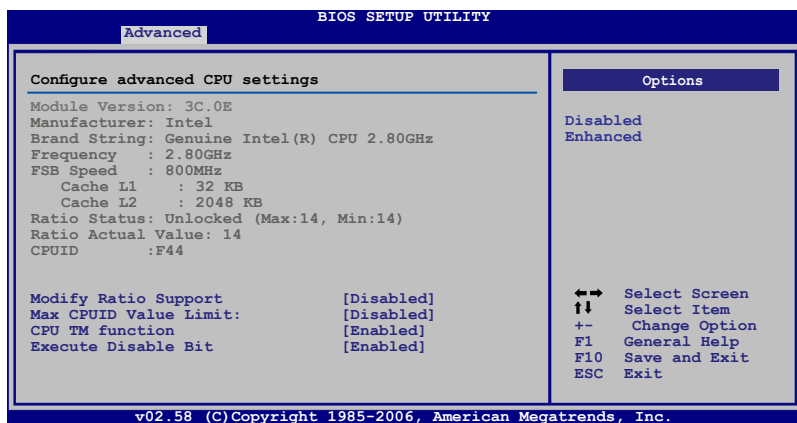 BIOS SETUP UTILITY
Advanced
Configure advanced CPU settings
Module Version: 3C.0E
Manufacturer: Intel
Brand String: Genuine Intel(R) CPU 2.80GHz
Frequency : 2.80GHz
FSB Speed : 800MHz
Cache L1 : 32 KB
Cache L2 : 2048 KB
Ratio Status: Unlocked (Max:14, Min:14)
Ratio Actual Value: 14
CPUID :F44
Modify Ratio Support [Disabled]
Max CPUID Value Limit: [Disabled]
CPU TM function [Enabled]
Execute Disable Bit [Enabled]
Options
Disabled
Enhanced
←→ Select Screen
↑↓ Select Item
+- Change Option
F1 General Help
F10 Save and Exit
ESC Exit
v02.58 (C)Copyright 1985-2006, American Megatrends, Inc.